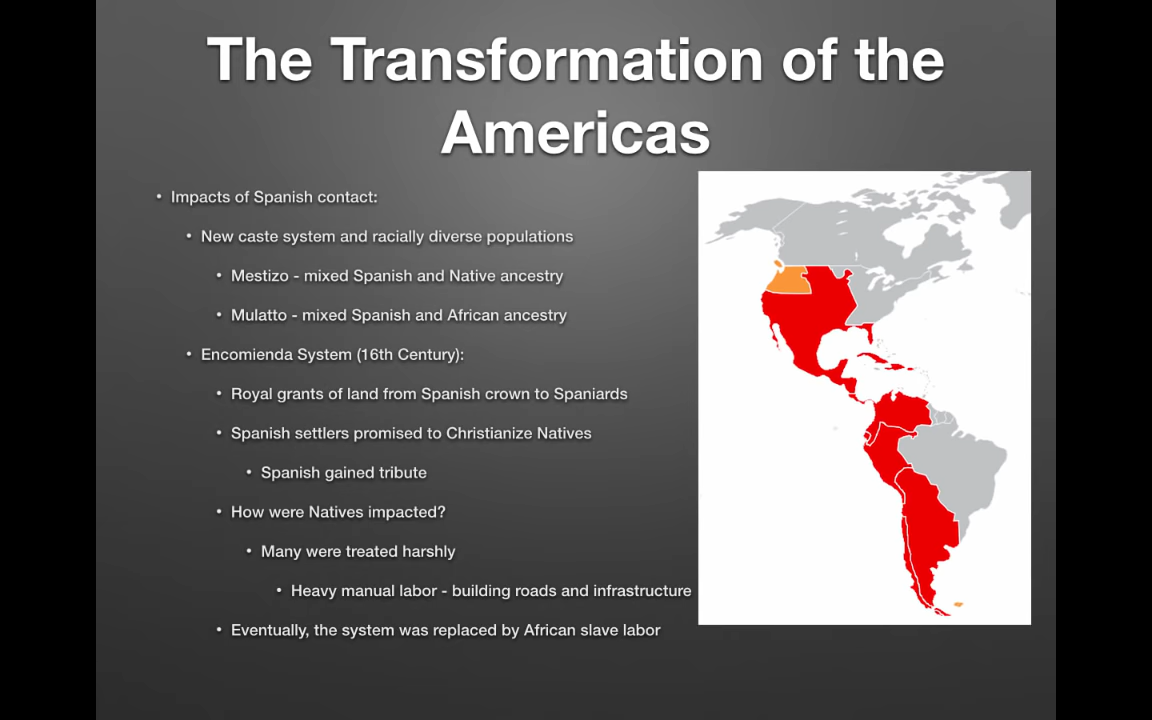 The Transformation of the
Americas
• Impacts of Spanish contact:
• New caste system and racially diverse populations
• Mestizo - mixed Spanish and Native ancestry
• Mulatto - mixed Spanish and African ancestry
• Encomienda System (16th Century):
• Royal grants of land from Spanish crown to Spaniards
• Spanish settlers promised to Christianize Natives
• Spanish gained tribute
• How were Natives impacted?
• Many were treated harshly
• Heavy manual labor - building roads and infrastructure
• Eventually, the system was replaced by African slave labor